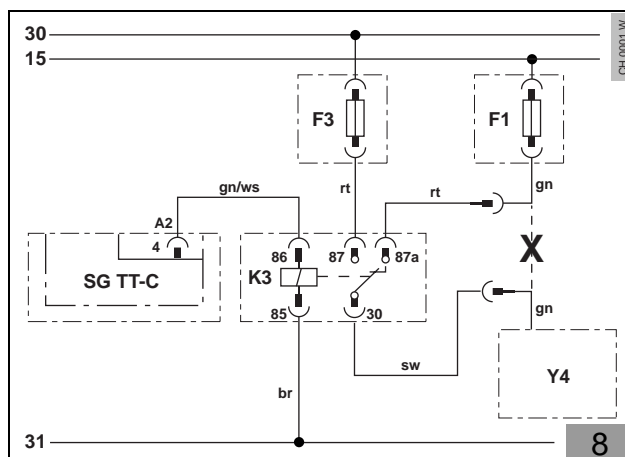 30
15
CH 0001 W
F3
F1
gn/ws
rt
rt
gn
A2
4
86
87
87a
SG TT-C
K3
X
85
30
gn
sw
Y4
br
31
8